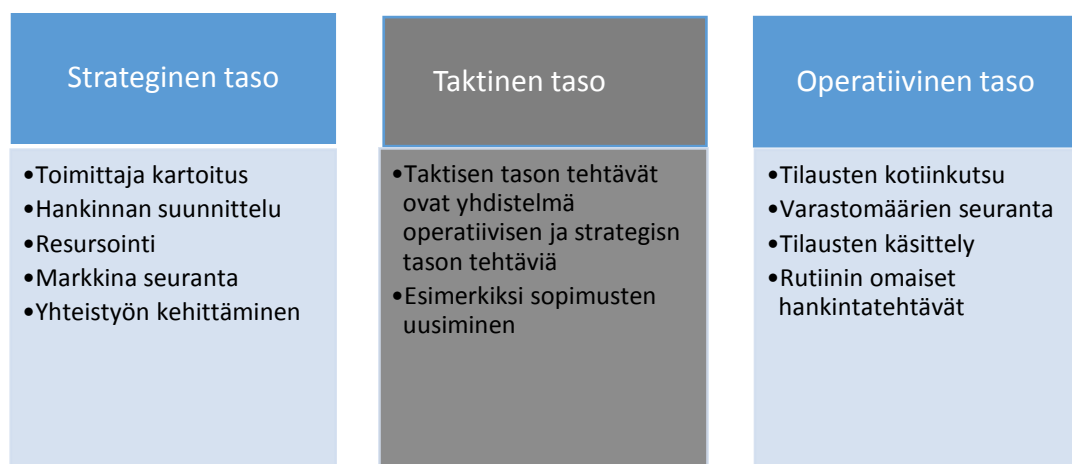 Strateginen taso
•Toimittaja kartoitus
•Hankinnan suunnittelu
•Resursointi
•Markkina seuranta
•Yhteistyön kehittäminen
Taktinen taso
•Taktisen tason tehtävät
ovat yhdistelmä
operatiivisen ja strategisn
tason tehtäviä
•Esimerkiksi sopimusten
uusiminen
Operatiivinen taso
•Tilausten kotiinkutsu
•Varastomäärien seuranta
•Tilausten käsittely
•Rutiinin omaiset
hankintatehtävät